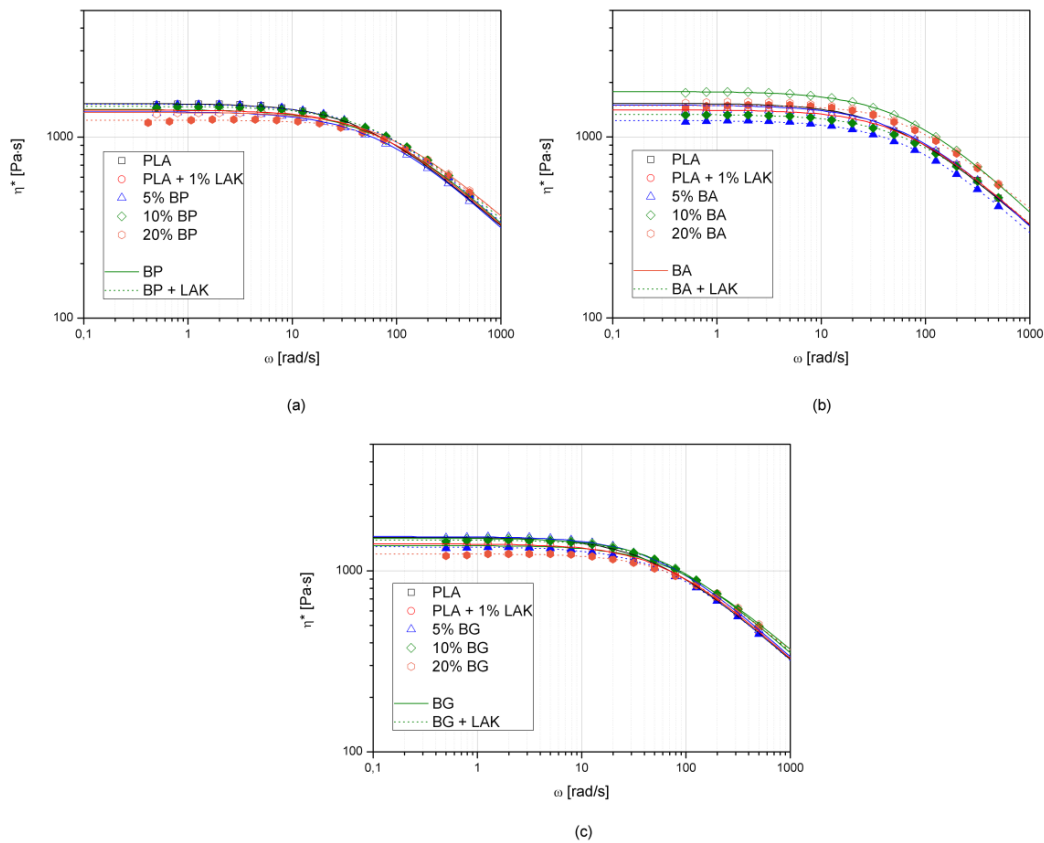 1000
100
η* [Pa·s]
PLA
PLA + 1% LAK
5% BP
10% BP
20% BP
BP
BP + LAK
0,1
1
10
100
1000
ω [rad/s]
(a)
1000
100
η* [Pa·s]
PLA
PLA + 1% LAK
5% BA
10% BA
20% BA
BA
BA + LAK
0,1
1
10
100
1000
ω [rad/s]
(b)
1000
100
η* [Pa·s]
PLA
PLA + 1% LAK
5% BG
10% BG
20% BG
BG
BG + LAK
0,1
1
10
100
1000
ω [rad/s]
(c)